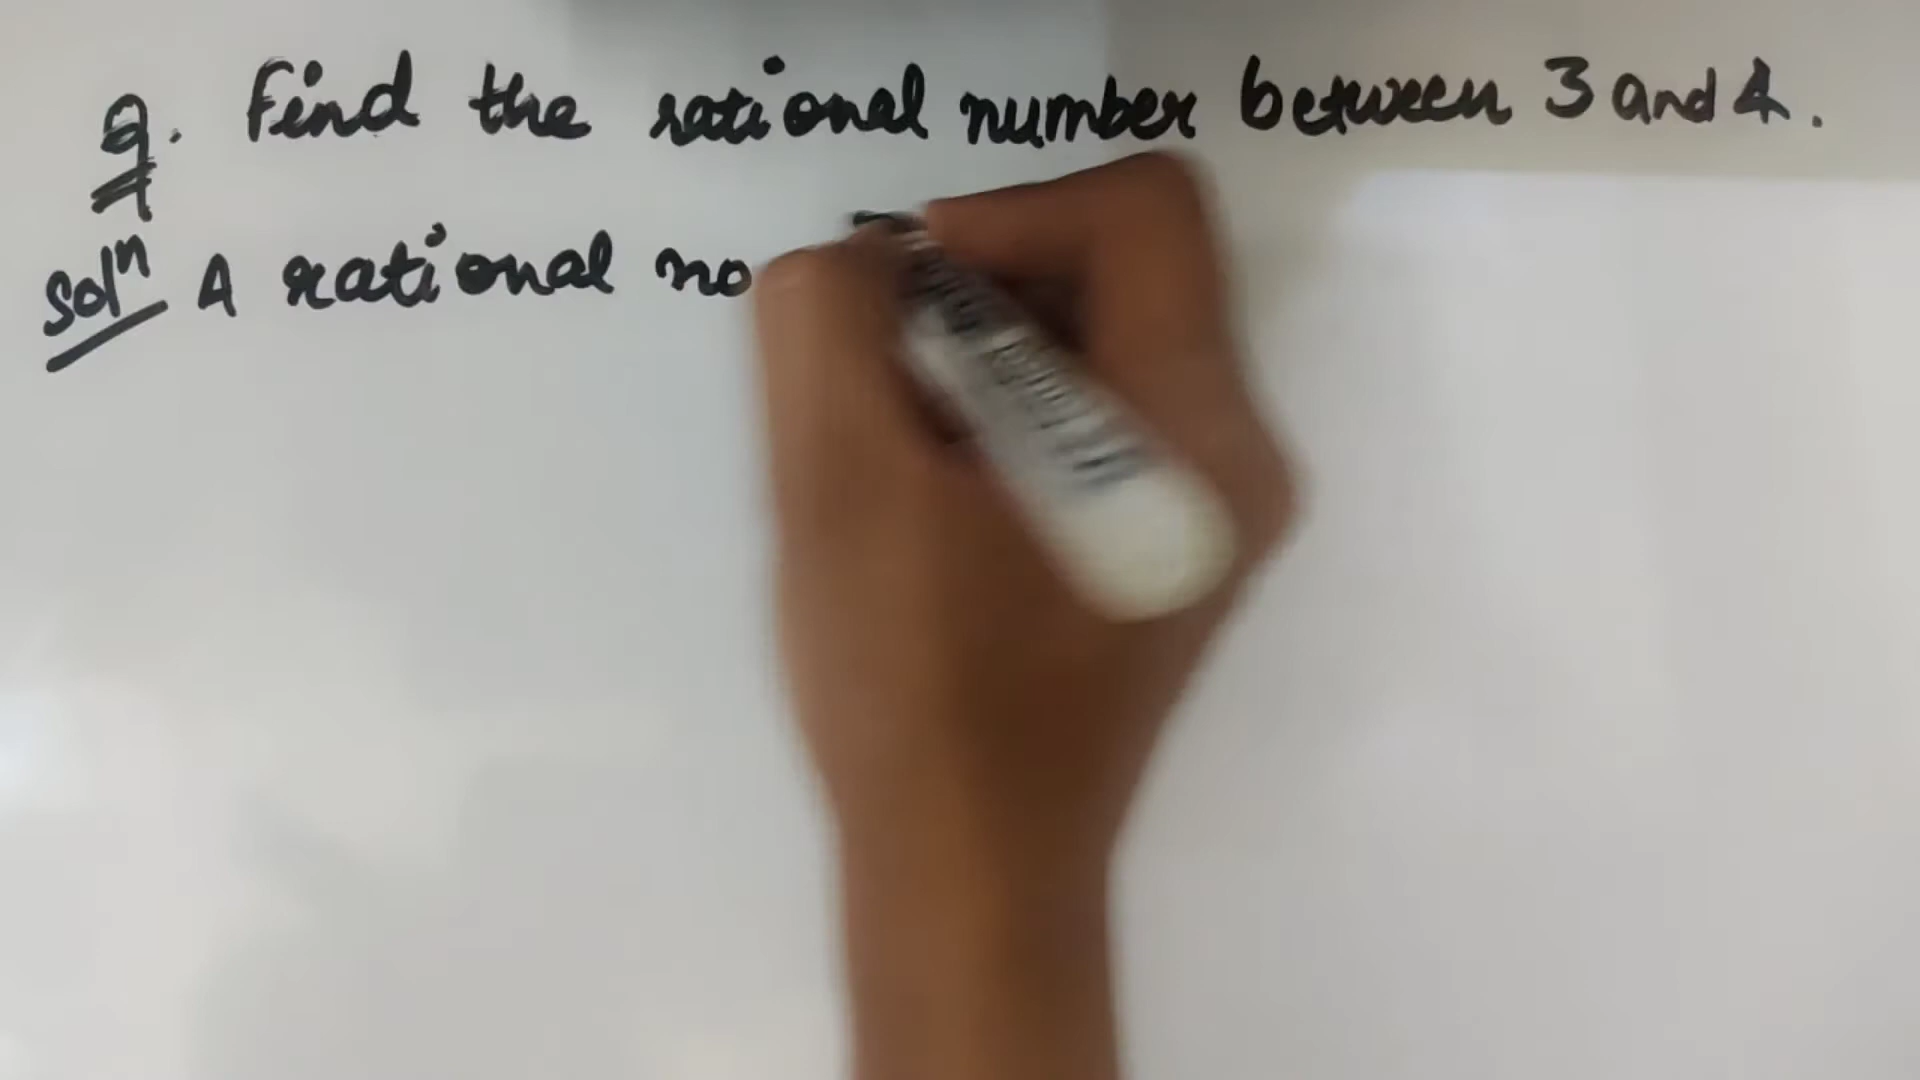 Q. Find the rational number between 3 and 4.
Solⁿ A rational no